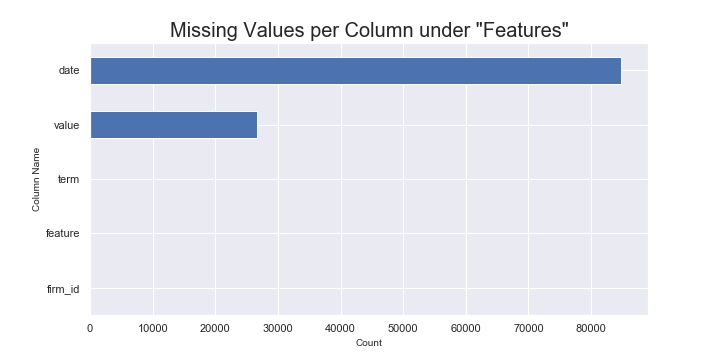 Missing Values per Column under "Features"
date
value
term
feature
firm_id
Column Name
0 10000 20000 30000 40000 50000 60000 70000 80000
Count